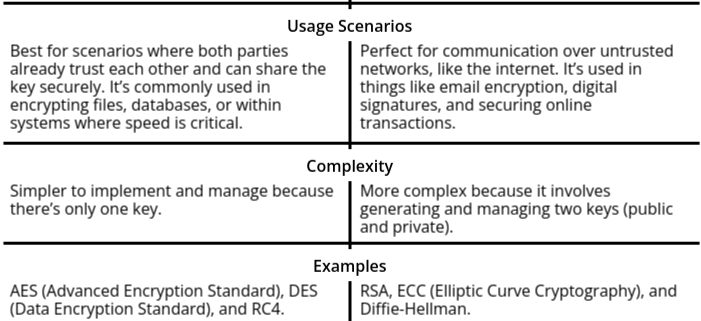 Usage Scenarios
Best for scenarios where both parties
already trust each other and can share the
key securely. It's commonly used in
encrypting files, databases, or within
systems where speed is critical.
Perfect for communication over untrusted
networks, like the internet. It's used in
things like email encryption, digital
signatures, and securing online
transactions.
Complexity
Simpler to implement and manage because
there's only one key.
More complex because it involves
generating and managing two keys (public
and private).
Examples
AES (Advanced Encryption Standard), DES
(Data Encryption Standard), and RC4.
RSA, ECC (Elliptic Curve Cryptography), and
Diffie-Hellman.